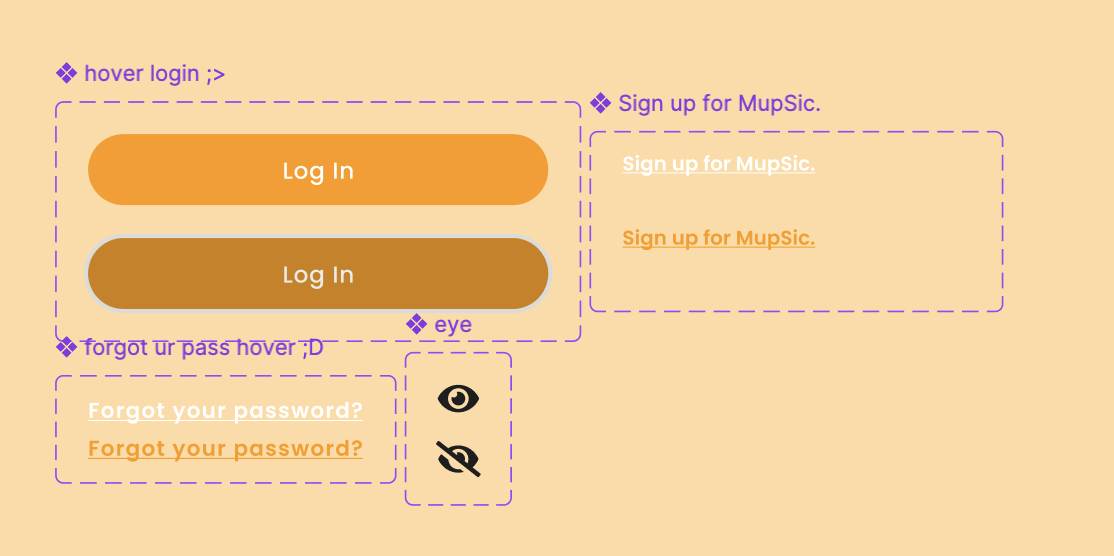 hover login ;>
Log In
Log In
Sign up for MupSic.
Sign up for MupSic.
Sign up for MupSic.
forgot ur pass hover ;D
Forgot your password?
Forgot your password?
eye